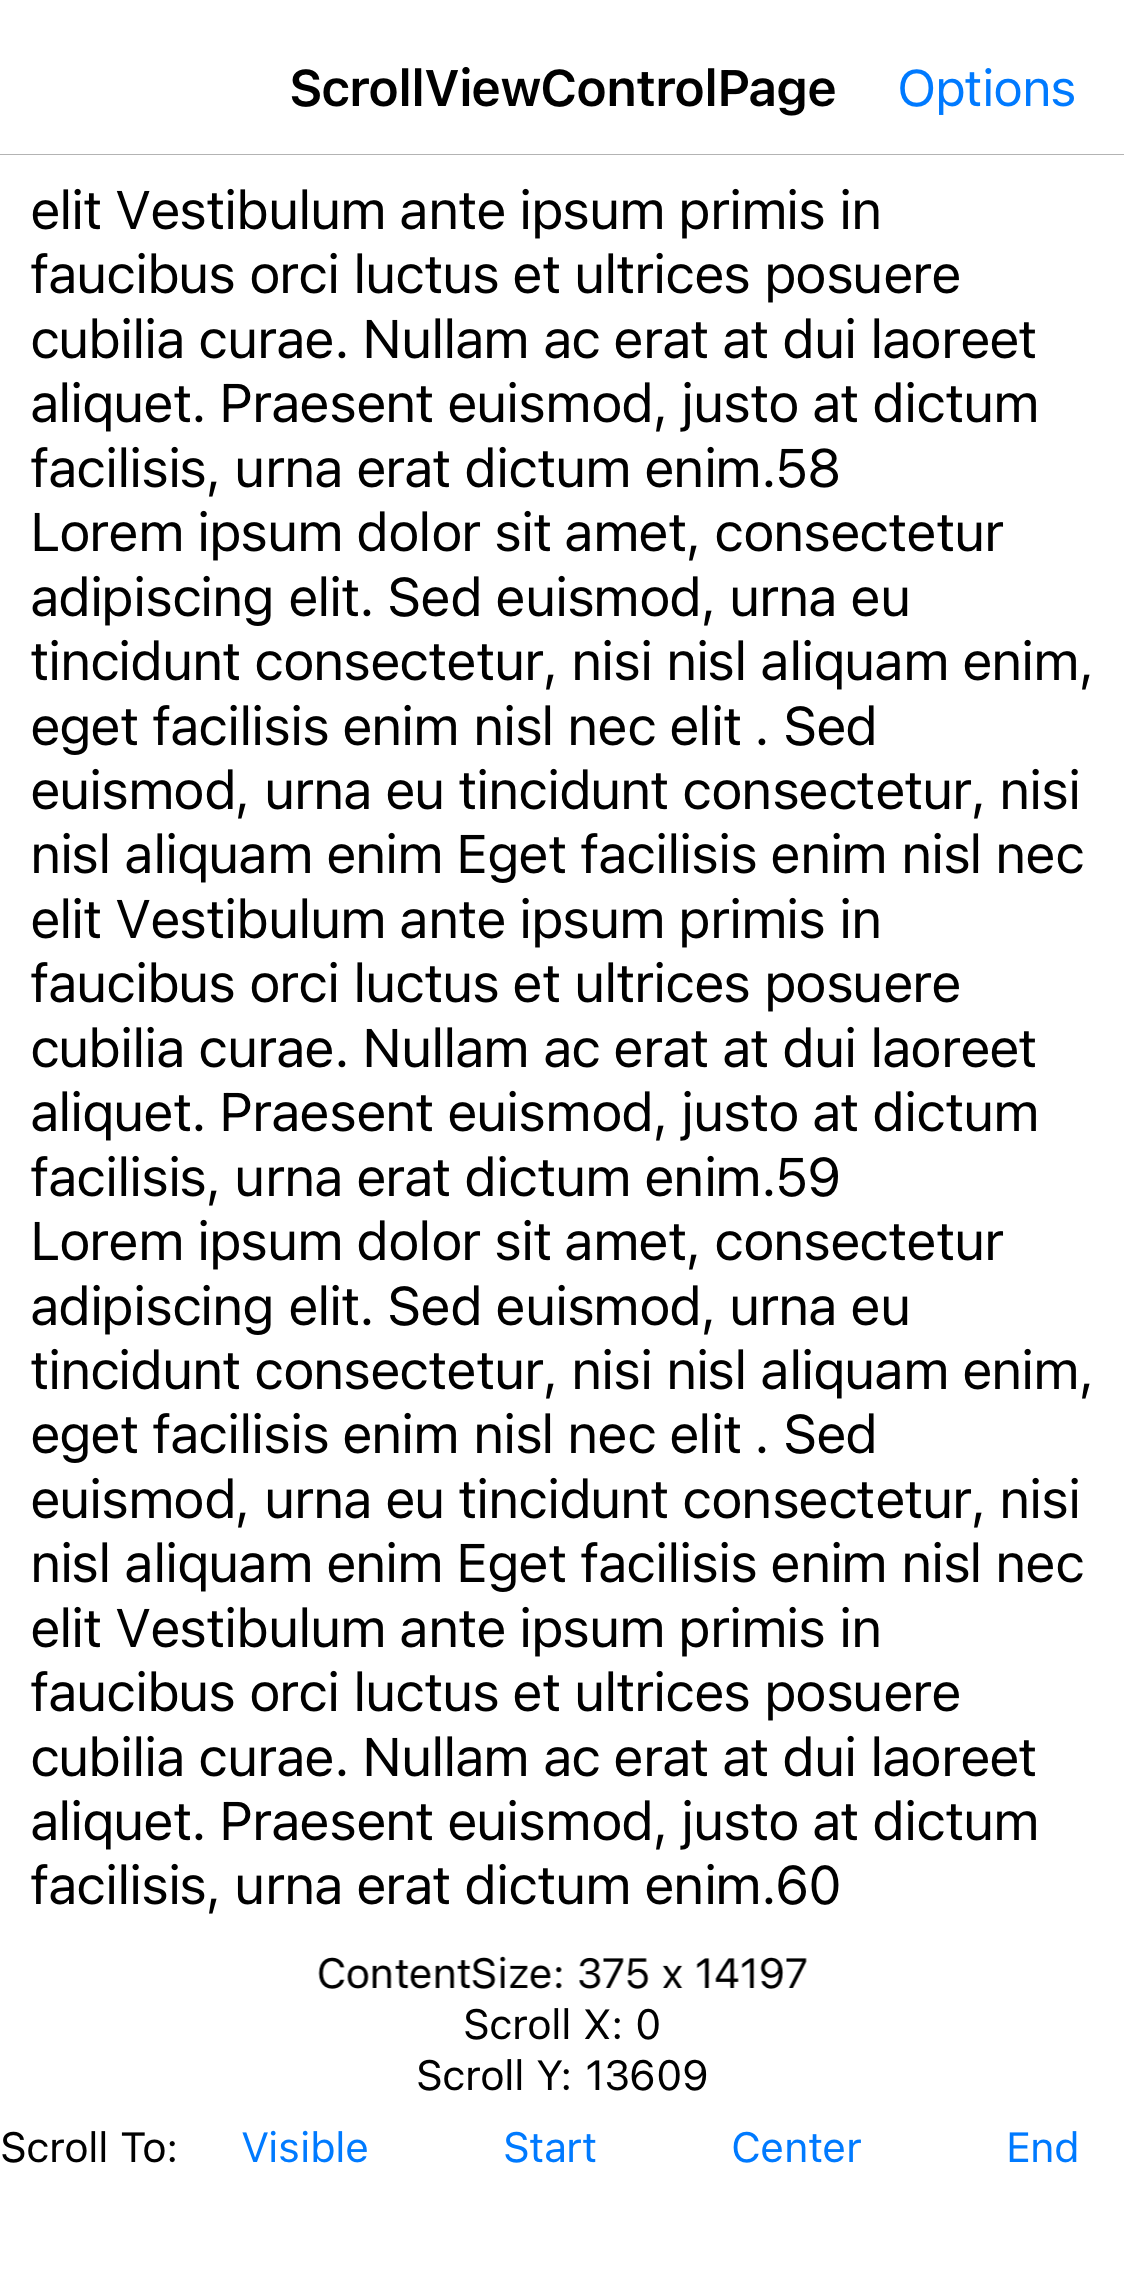 ScrollViewControlPage Options
elit Vestibulum ante ipsum primis in
faucibus orci luctus et ultrices posuere
cubilia curae. Nullam ac erat at dui laoreet
aliquet. Praesent euismod, justo at dictum
facilisis, urna erat dictum enim.58
Lorem ipsum dolor sit amet, consectetur
adipiscing elit. Sed euismod, urna eu
tincidunt consectetur, nisi nisl aliquam enim,
eget facilisis enim nisl nec elit . Sed
euismod, urna eu tincidunt consectetur, nisi
nisl aliquam enim Eget facilisis enim nisl nec
elit Vestibulum ante ipsum primis in
faucibus orci luctus et ultrices posuere
cubilia curae. Nullam ac erat at dui laoreet
aliquet. Praesent euismod, justo at dictum
facilisis, urna erat dictum enim.59
Lorem ipsum dolor sit amet, consectetur
adipiscing elit. Sed euismod, urna eu
tincidunt consectetur, nisi nisl aliquam enim,
eget facilisis enim nisl nec elit . Sed
euismod, urna eu tincidunt consectetur, nisi
nisl aliquam enim Eget facilisis enim nisl nec
elit Vestibulum ante ipsum primis in
faucibus orci luctus et ultrices posuere
cubilia curae. Nullam ac erat at dui laoreet
aliquet. Praesent euismod, justo at dictum
facilisis, urna erat dictum enim.60
ContentSize: 375 x 14197
Scroll X: 0
Scroll Y: 13609
Scroll To: Visible Start Center End